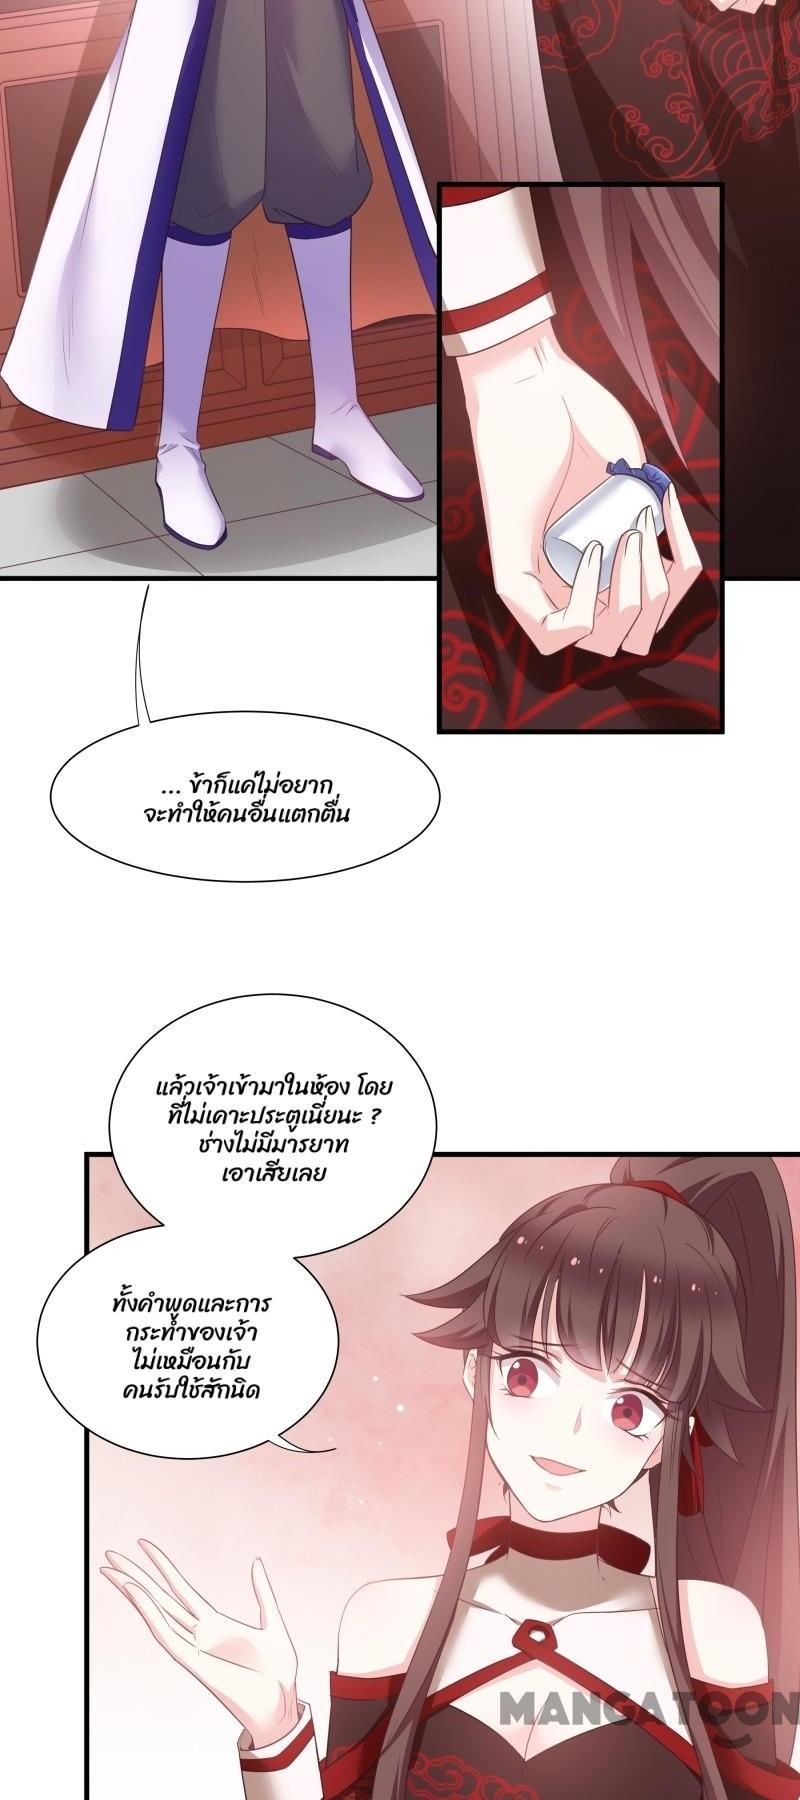 ... ข้าก็แค่ไม่อยาก
จะทำให้คนอื่นแตกตื่น
แล้วเจ้าเข้ามาในห้อง โดย
ที่ไม่เคาะประตูเนี่ยนะ ?
ช่างไม่มีมารยาท
เอาเสียเลย
ทั้งคำพูดและการ
กระทำของเจ้า
ไม่เหมือนกับ
คนรับใช้สักนิด
MANGATOON